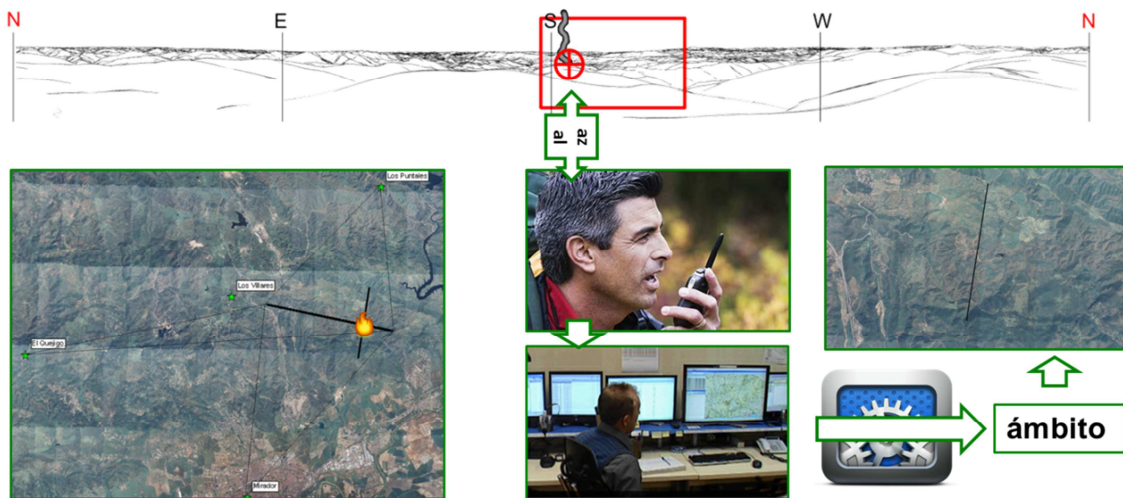 N E S W N
az
al
Los Puntales
Los Villares
El Quejigo
Mirador
ámbito